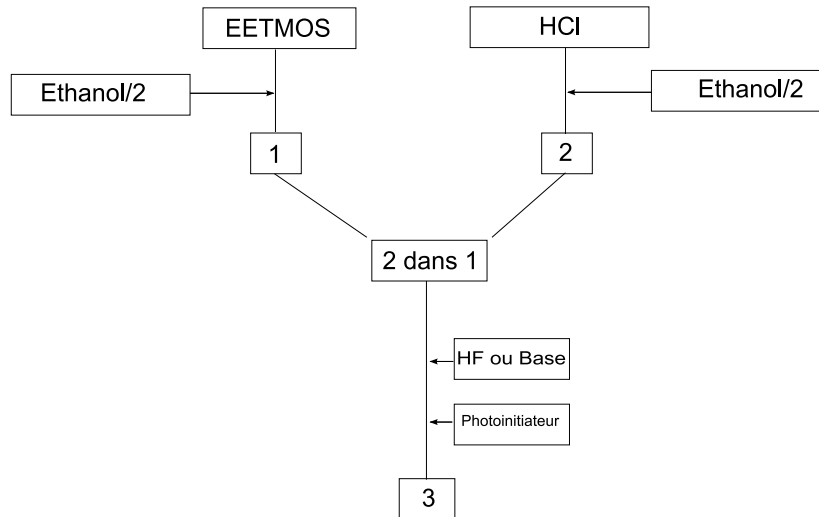 EETMOS
HCl
Ethanol/2
Ethanol/2
1
2
2 dans 1
HF ou Base
Photoinitiateur
3